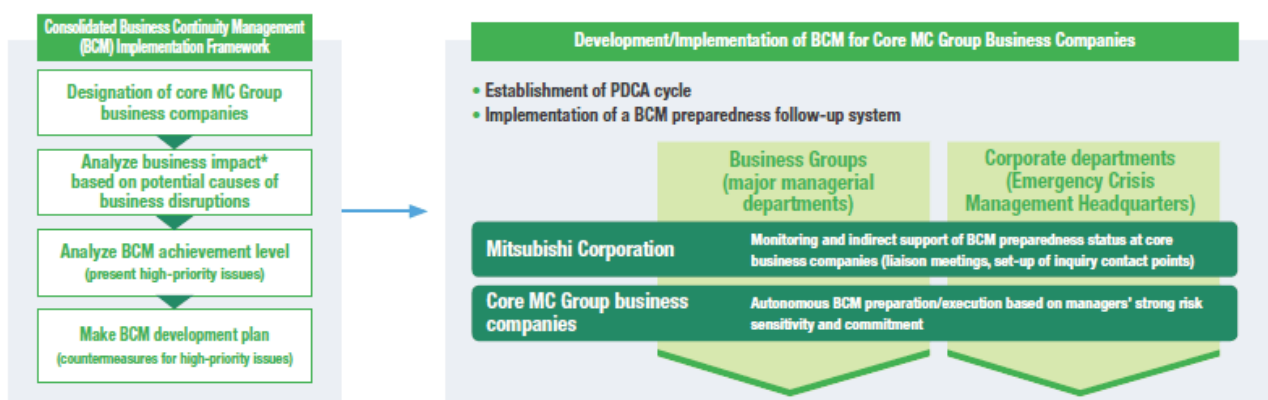 Consolidated Business Continuity Management
(BCM) Implementation Framework
Designation of core MC Group
business companies
Analyze business impact*
based on potential causes of
business disruptions
Analyze BCM achievement level
(present high-priority issues)
Make BCM development plan
(countermeasures for high-priority issues)
Development/Implementation of BCM for Core MC Group Business Companies
• Establishment of PDCA cycle
• Implementation of a BCM preparedness follow-up system
Business Groups
(major managerial
departments)
Corporate departments
(Emergency Crisis
Management Headquarters)
Mitsubishi Corporation
Monitoring and indirect support of BCM preparedness status at core
business companies (liaison meetings, set-up of inquiry contact points)
Core MC Group business
companies
Autonomous BCM preparation/execution based on managers' strong risk
sensitivity and commitment